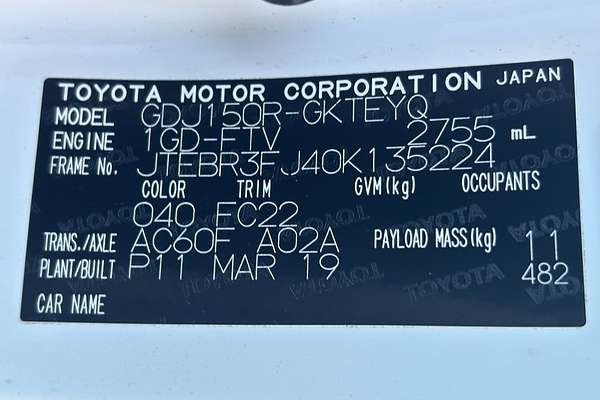 TOYOTA MOTOR CORPORATION JAPAN
MODEL GDJ150R-GKTEYQ
ENGINE 1GD-FTV 2755 mL
FRAME No. JTEBR3FJ40K135224
COLOR TRIM GVM(kg) OCCUPANTS
040 FC22
TRANS./AXLE AC60F A02A PAYLOAD MASS(kg) 11
PLANT/BUILT P11 MAR 19 482
CAR NAME